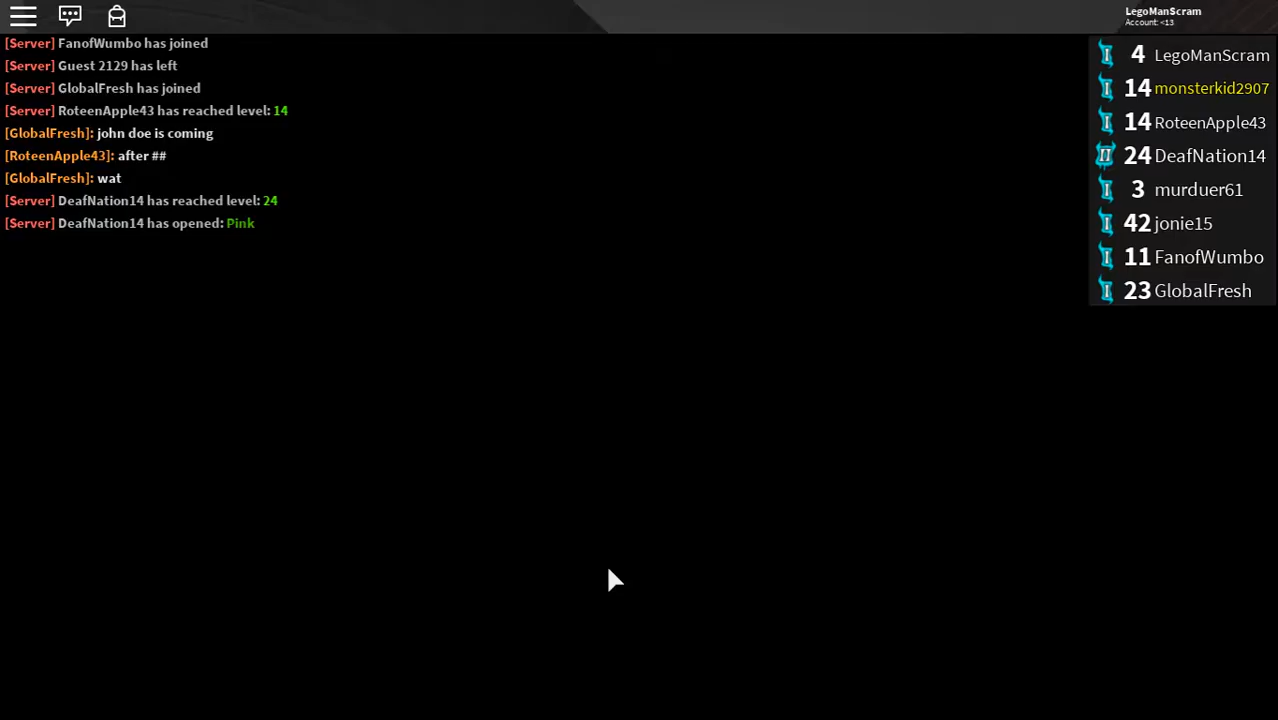 LegoManScram
Account: <13
[Server] FanofWumbo has joined
[Server] Guest 2129 has left
[Server] GlobalFresh has joined
[Server] RoteenApple43 has reached level: 14
[GlobalFresh]: john doe is coming
[RoteenApple43]: after ##
[GlobalFresh]: wat
[Server] DeafNation14 has reached level: 24
[Server] DeafNation14 has opened: Pink
I 4 LegoManScram
I 14 monsterkid2907
I 14 RoteenApple43
II 24 DeafNation14
I 3 murduer61
I 42 jonie15
I 11 FanofWumbo
I 23 GlobalFresh